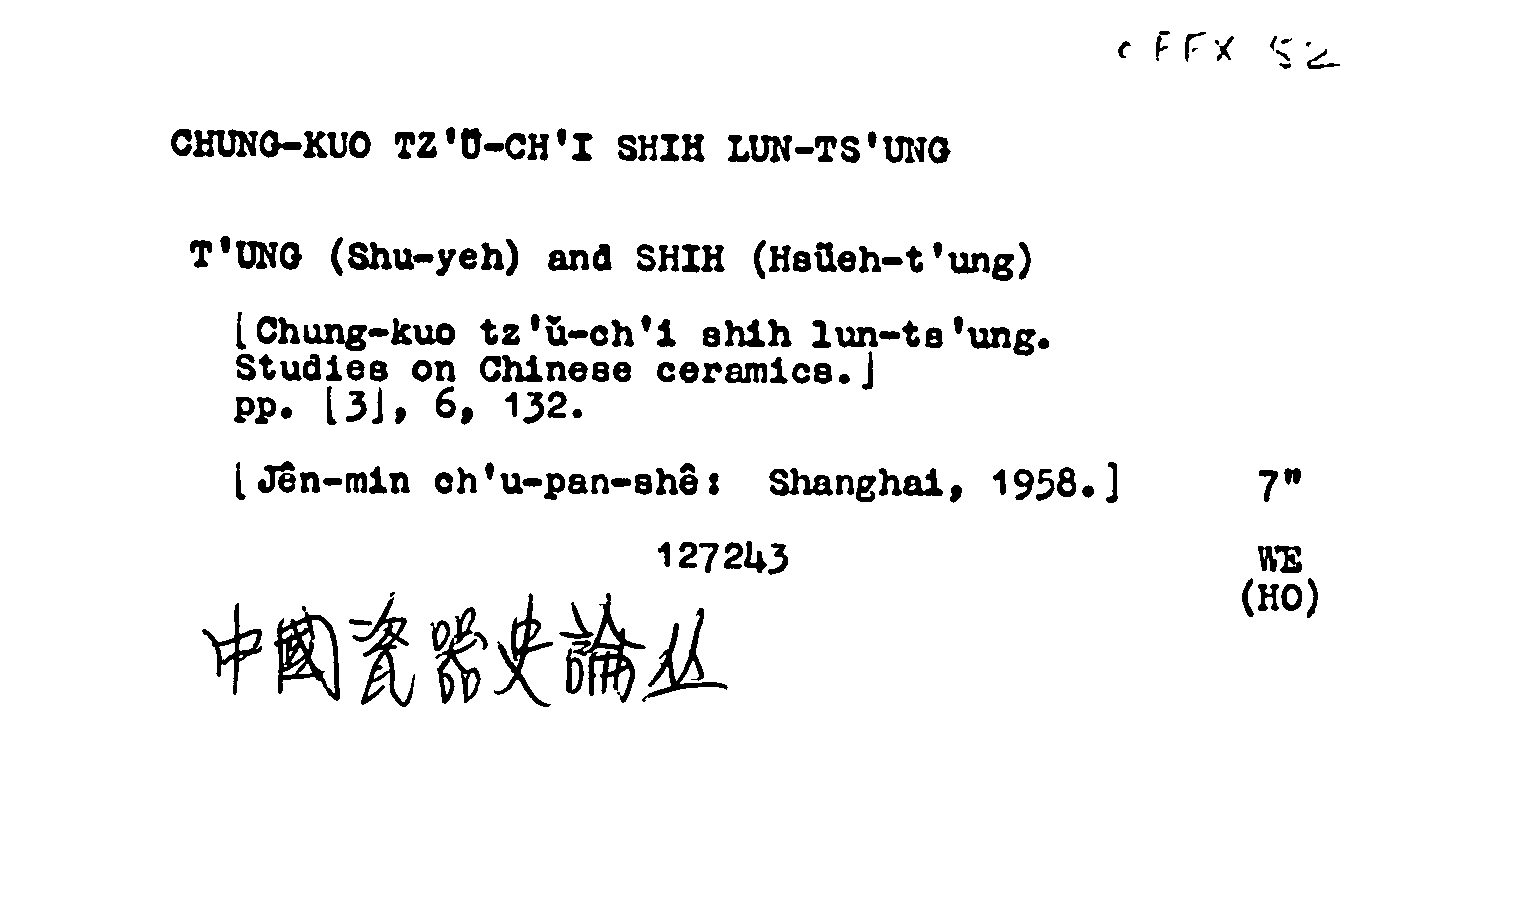 c FFX 52
CHUNG-KUO TZ'Ŭ-CH'I SHIH LUN-TS'UNG
T'UNG (Shu-yeh) and SHIH (Hsüeh-t'ung)
[Chung-kuo tz'ŭ-ch'i shih lun-ts'ung.
Studies on Chinese ceramics.]
pp. [3], 6, 132.
[Jên-min ch'u-pan-shê: Shanghai, 1958.] 7"
127243 WE
(HO)
中國瓷器史論丛